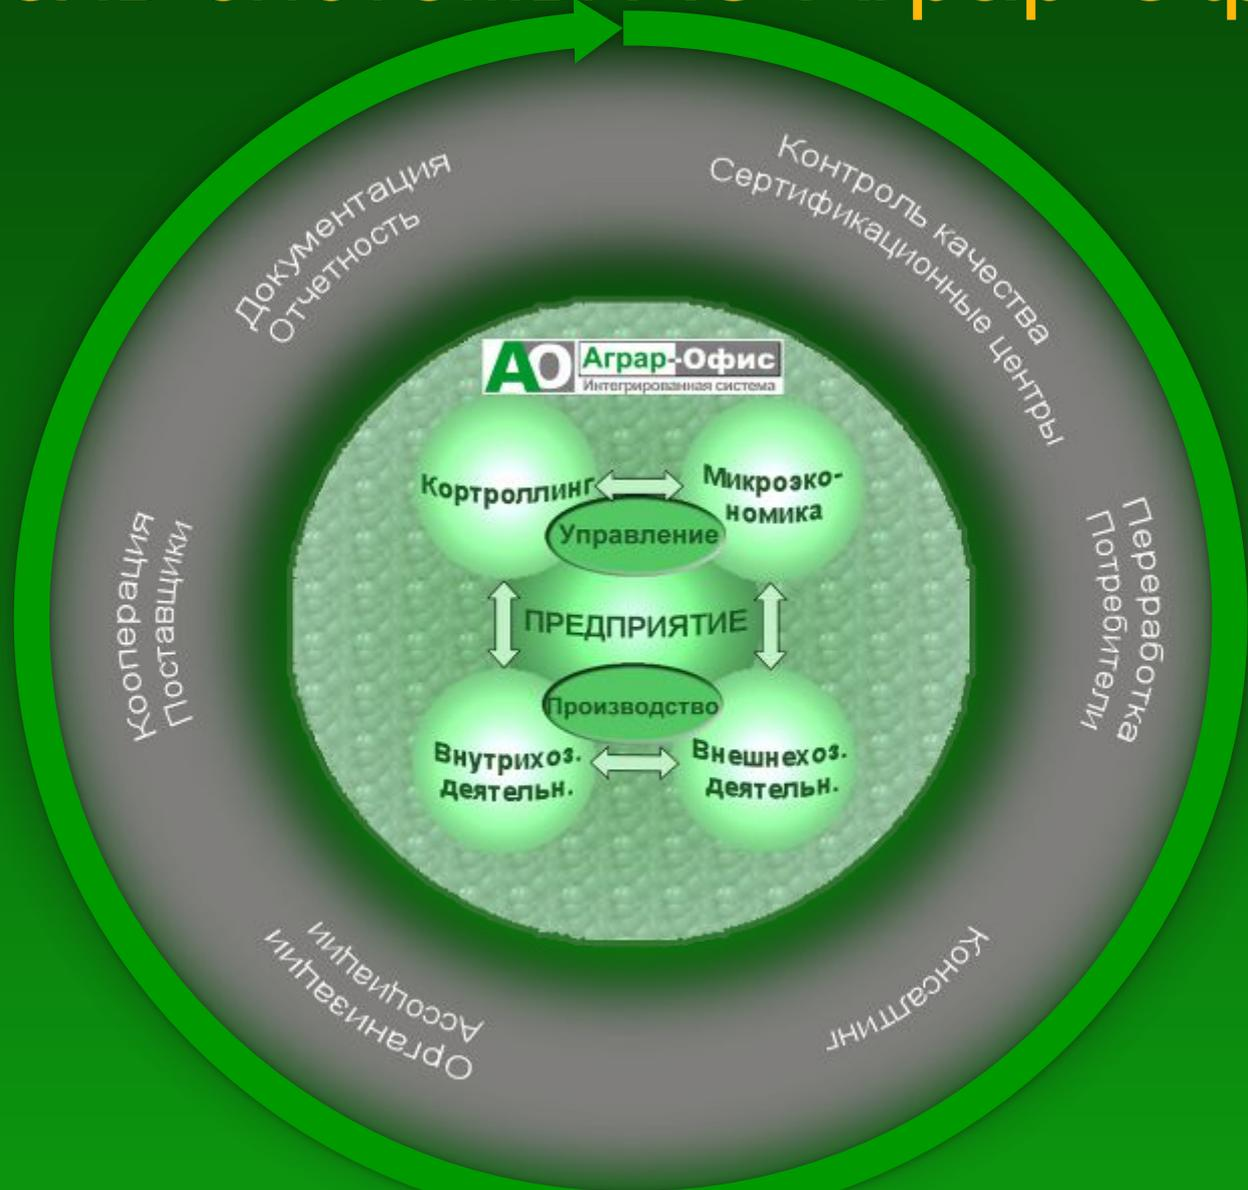 Контроль качества
Сертификационные центры
Переработка
Потребители
Консалтинг
Организации
Ассоциации
Кооперация
Поставщики
Документация
Отчетность
АО Аграр-Офис
Интегрированная система
Кортроллинг
Микроэко-
номика
Управление
ПРЕДПРИЯТИЕ
Производство
Внутрихоз.
деятельн.
Внешнехоз.
деятельн.